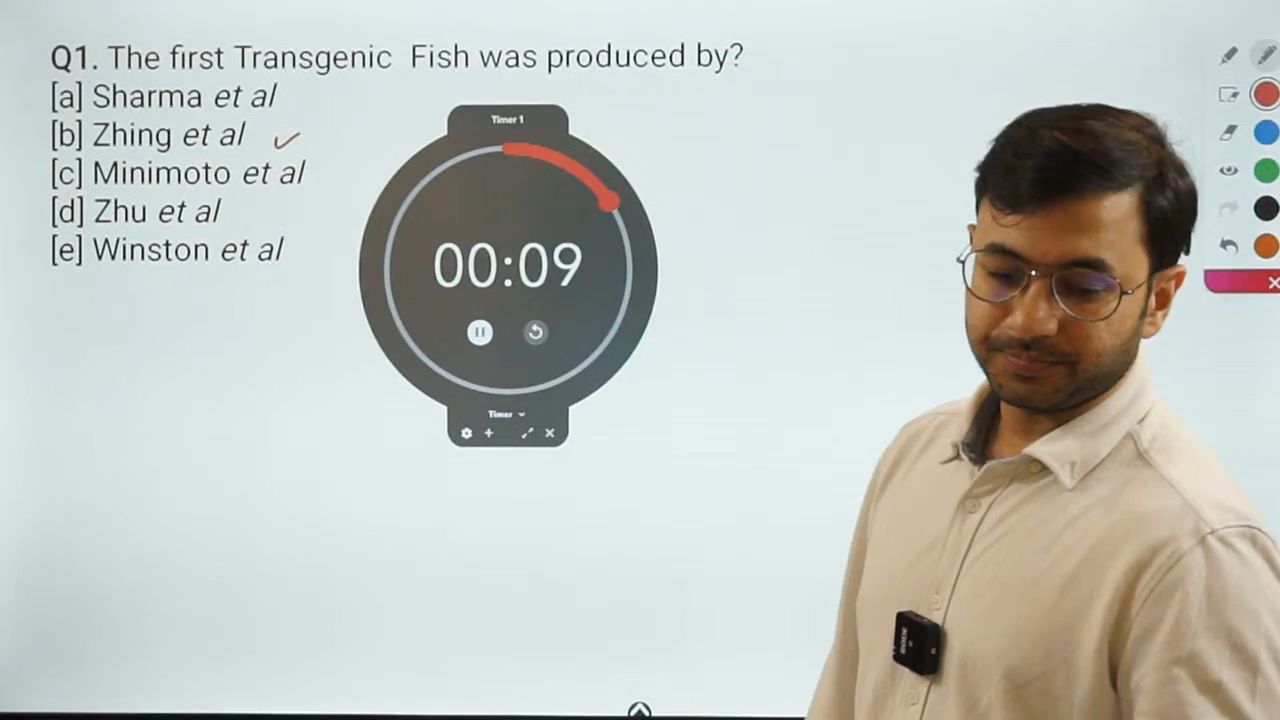 Q1. The first Transgenic Fish was produced by?
[a] Sharma et al
[b] Zhing et al
[c] Minimoto et al
[d] Zhu et al
[e] Winston et al
Timer 1
00:09
Timer
RODE